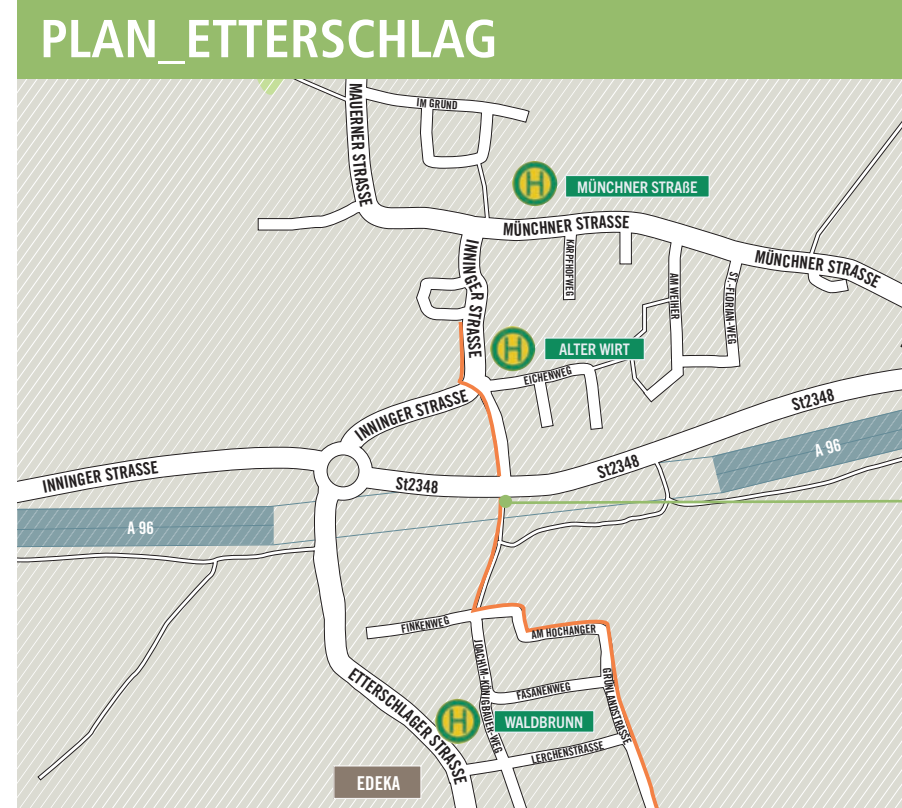 PLAN_ETTERSCHLAG
IM GRUND
MAUERNER STRASSE
H
MÜNCHNER STRAßE
MÜNCHNER STRASSE
MÜNCHNER STRASSE
KARPFHOFWEG
INNINGER STRASSE
AM WEIHER
ST.-FLORIAN-WEG
H
ALTER WIRT
EICHENWEG
INNINGER STRASSE
St2348
INNINGER STRASSE
St2348
A 96
St2348
A 96
FINKENWEG
AM HOCHANGER
JOACHIM-KÖNIGBAUER-WEG
GRÜNLANDSTRASSE
FASANENWEG
ETTERSCHLAGER STRASSE
H
WALDBRUNN
LERCHENSTRASSE
EDEKA